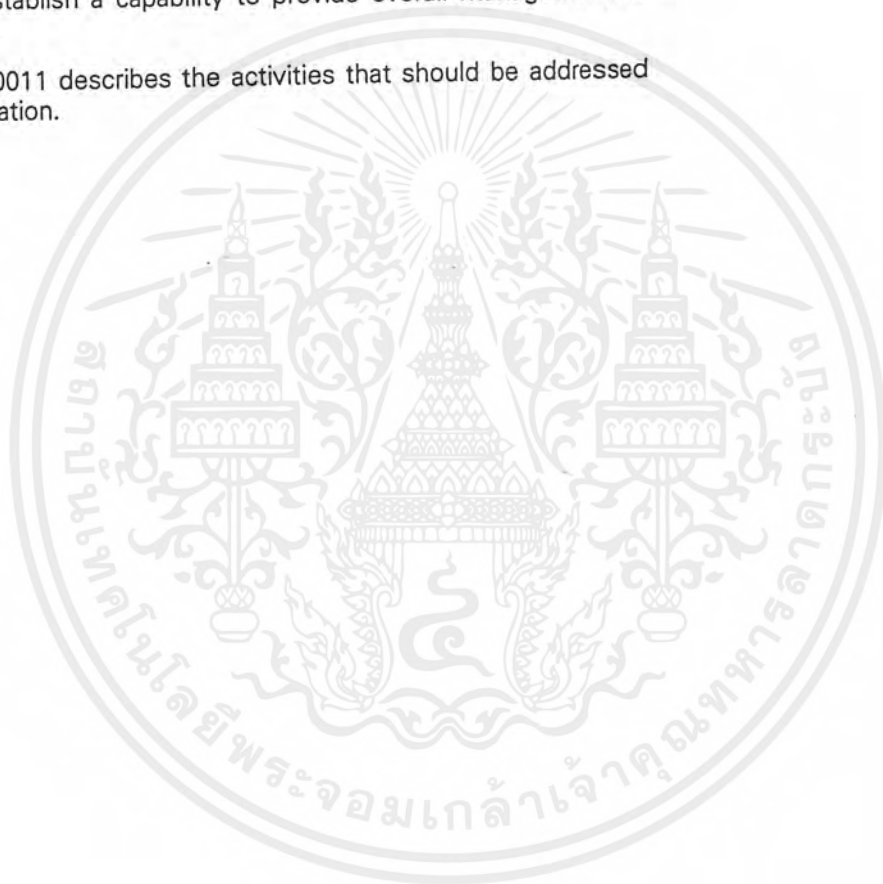 stablish a capability to provide overall
0011 describes the activities that should be addressed
ation.
๔
สถาบันเทคโนโลยีพระจอมเกล้าเจ้าคุณทหารลาดกระบัง